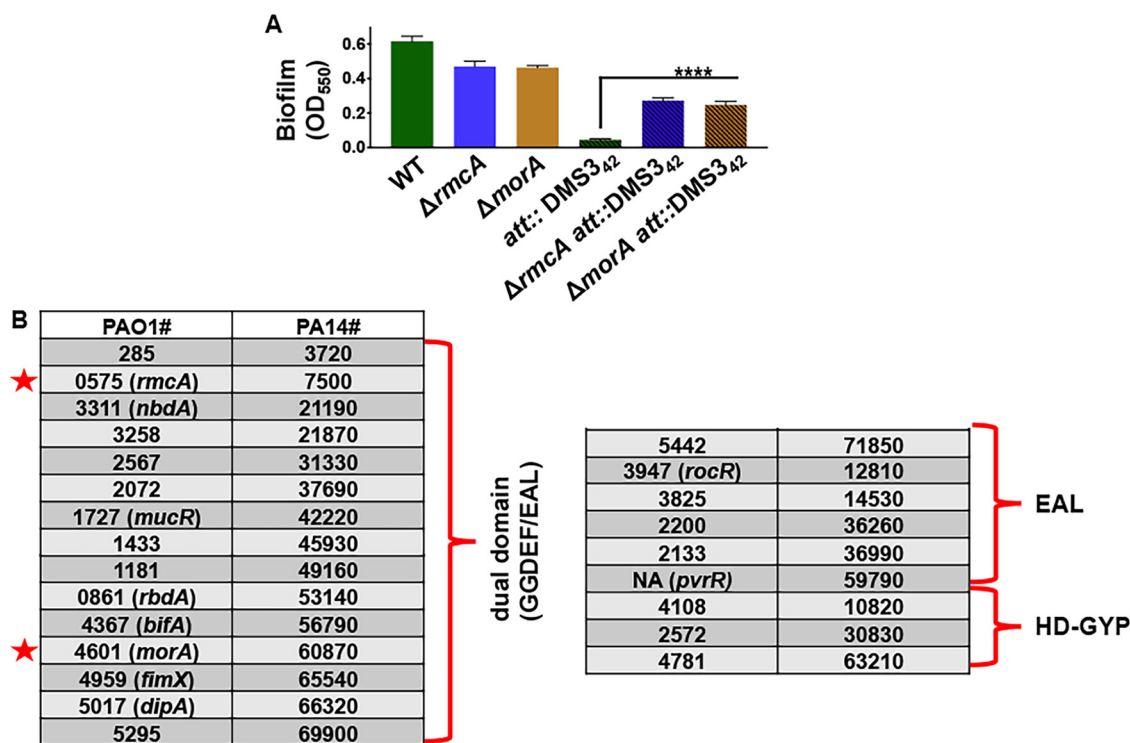 A
Biofilm
(OD550)
0.6
0.4
0.2
0.0
****
WT
ΔrmcA
ΔmorA
att:: DMS342
ΔrmcA att::DMS342
ΔmorA att::DMS342
B
PAO1# PA14#
285 3720
0575 (rmcA) 7500
3311 (nbdA) 21190
3258 21870
2567 31330
2072 37690
1727 (mucR) 42220
1433 45930
1181 49160
0861 (rbdA) 53140
4367 (bifA) 56790
4601 (morA) 60870
4959 (fimX) 65540
5017 (dipA) 66320
5295 69900
dual domain
(GGDEF/EAL)
5442 71850
3947 (rocR) 12810
3825 14530
2200 36260
2133 36990
NA (pvrR) 59790
4108 10820
2572 30830
4781 63210
EAL
HD-GYP